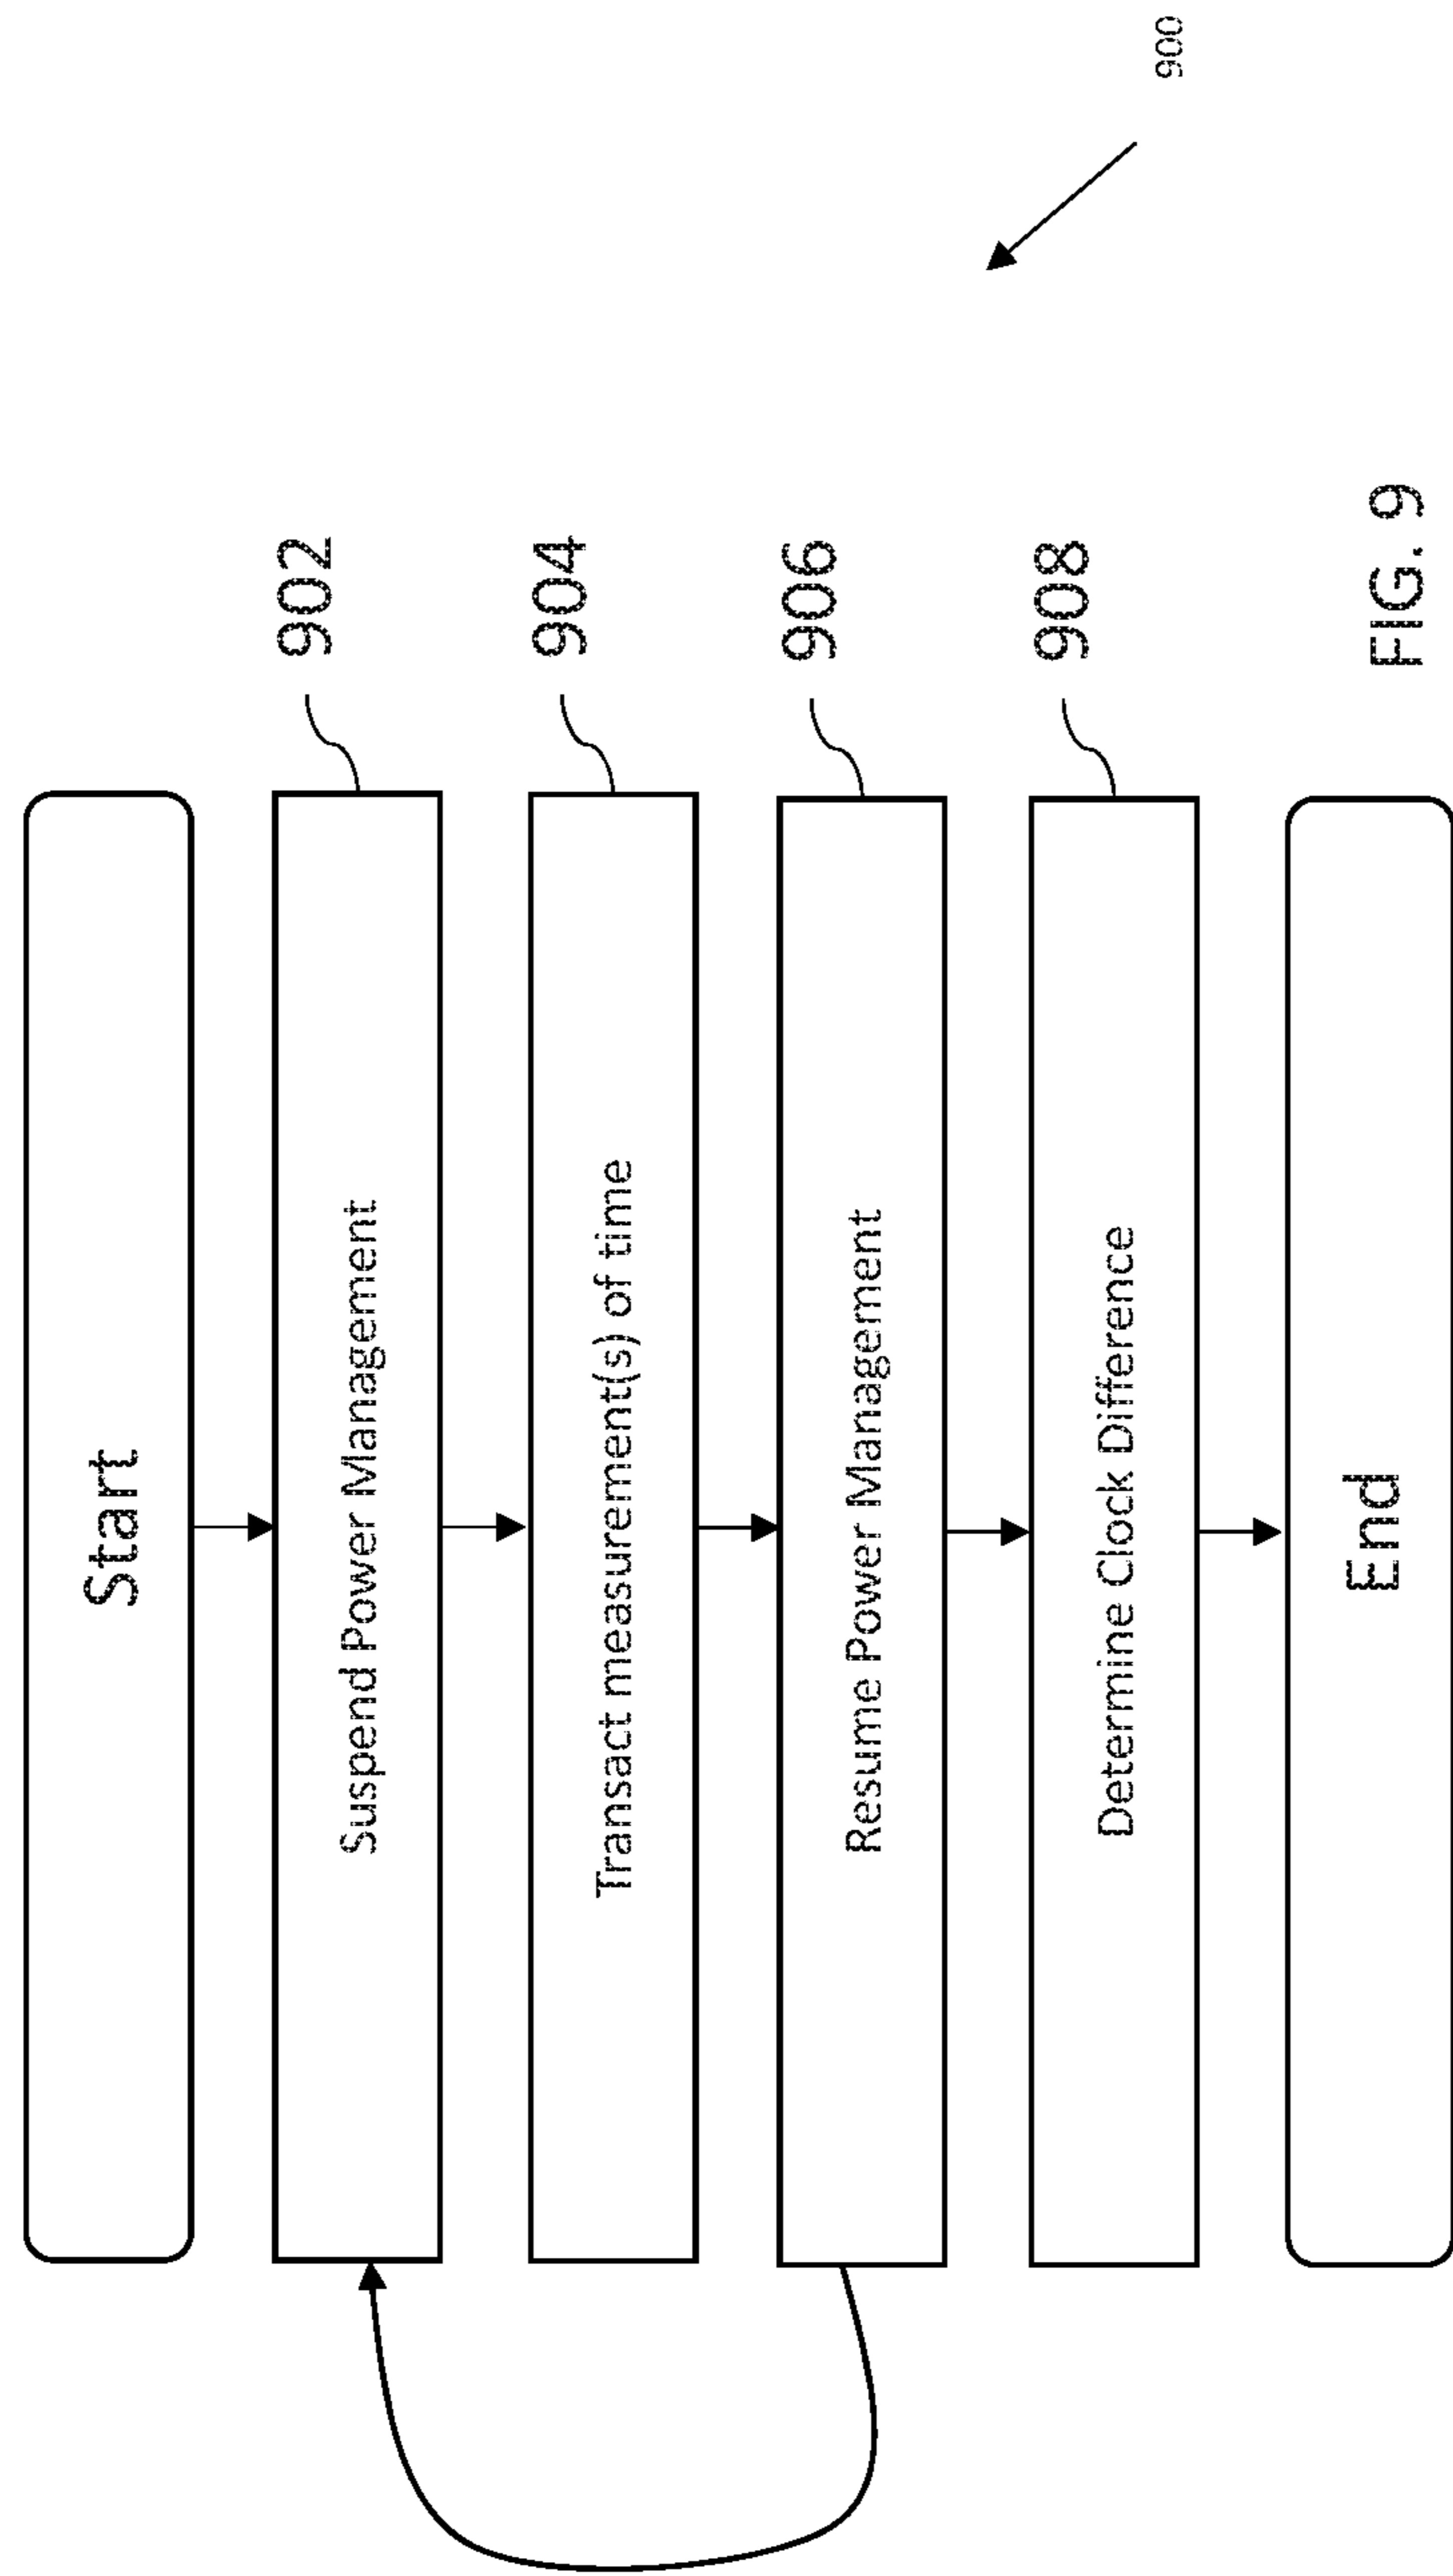 900
Start
Suspend Power Management
902
Transact measurement(s) of time
904
Resume Power Management
906
Determine Clock Difference
908
End
FIG. 9